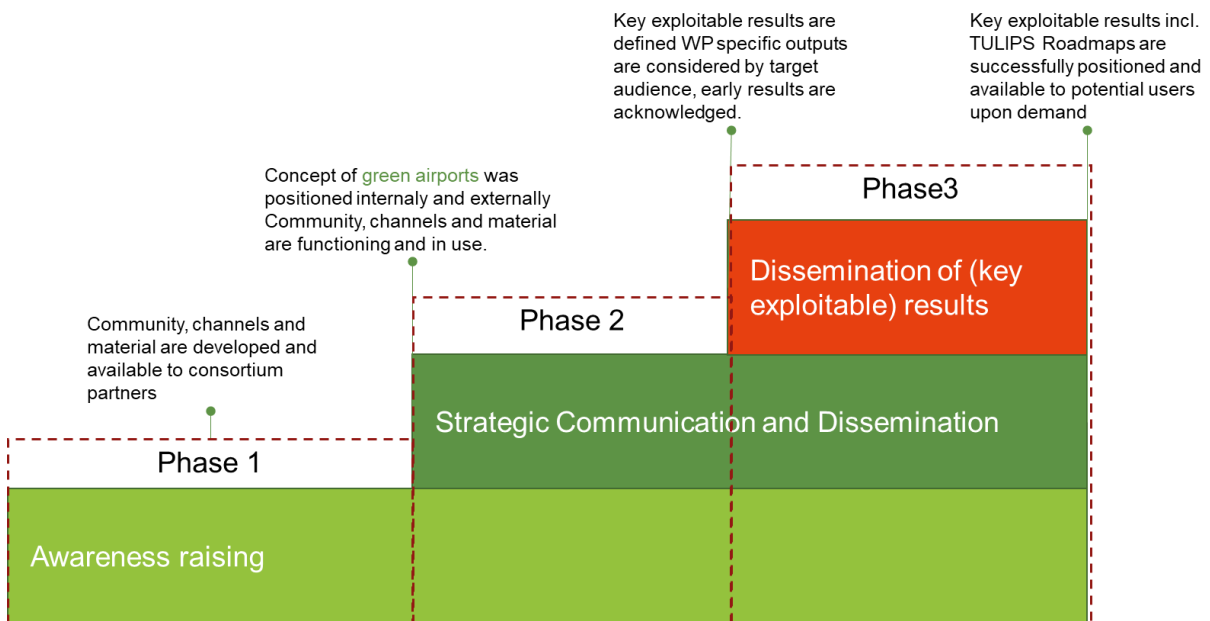 Key exploitable results are
defined WP specific outputs
are considered by target
audience, early results are
acknowledged.
Key exploitable results incl.
TULIPS Roadmaps are
successfully positioned and
available to potential users
upon demand
Concept of green airports was
positioned internaly and externally
Community, channels and material
are functioning and in use.
Community, channels and
material are developed and
available to consortium
partners
Phase3
Dissemination of (key
exploitable) results
Phase 2
Strategic Communication and Dissemination
Phase 1
Awareness raising